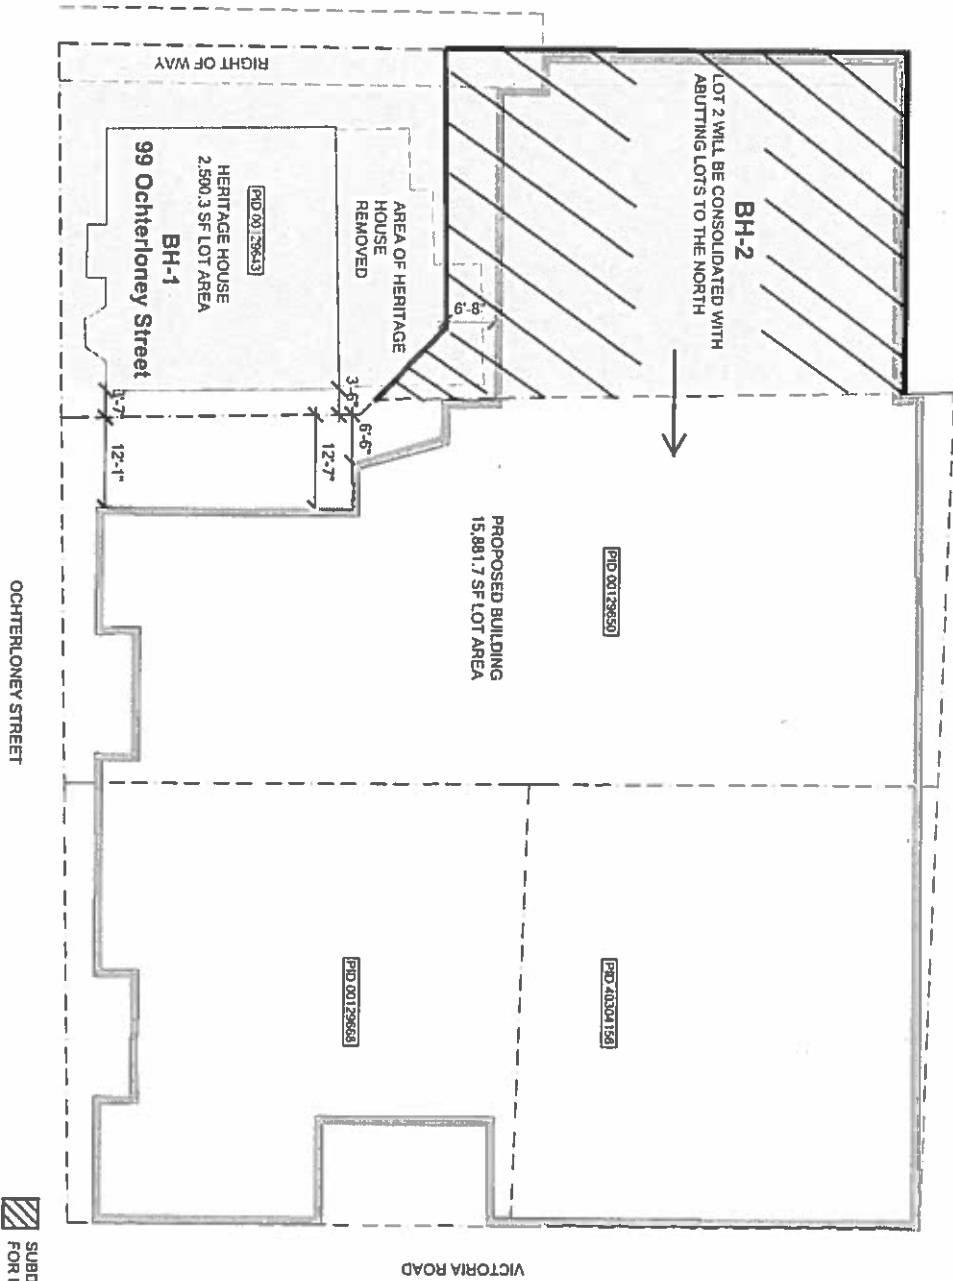 RIGHT OF WAY
LOT 2 WILL BE CONSOLIDATED WITH
ABUTTING LOTS TO THE NORTH
BH-2
AREA OF HERITAGE
HOUSE
REMOVED
6'-8"
PID 00129643
HERITAGE HOUSE
2,590.3 SF LOT AREA
BH-1
99 Ochterloney Street
3'-6"
6'-6"
12'-7"
12'-1"
PID 00129650
PROPOSED BUILDING
15,881.7 SF LOT AREA
PID 40304156
PID 00129668
OCHTERLONEY STREET
VICTORIA ROAD